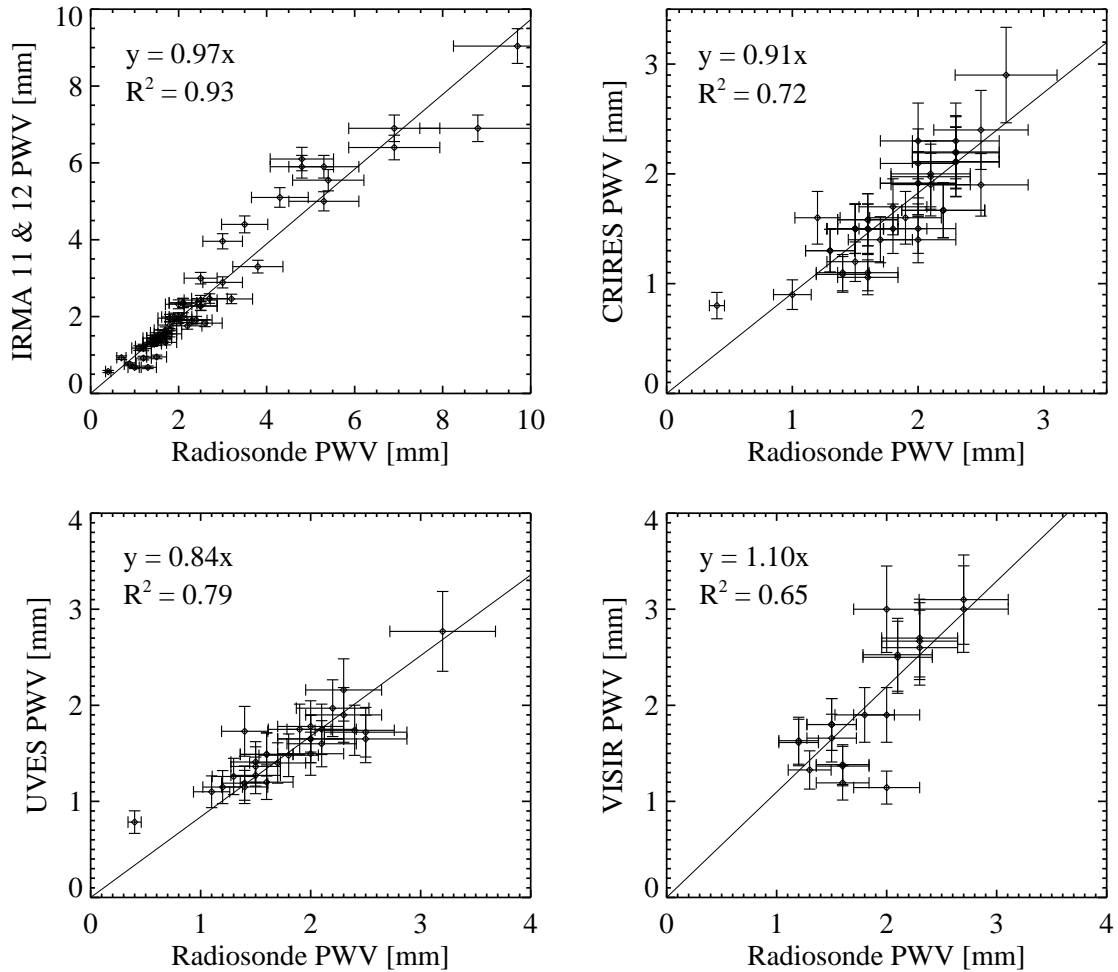 10
8
6
4
2
0
IRMA 11 & 12 PWV [mm]
y = 0.97x
R² = 0.93
0 2 4 6 8 10
Radiosonde PWV [mm]
3
2
1
0
CRIRES PWV [mm]
y = 0.91x
R² = 0.72
0 1 2 3
Radiosonde PWV [mm]
4
3
2
1
0
UVES PWV [mm]
y = 0.84x
R² = 0.79
0 1 2 3 4
Radiosonde PWV [mm]
4
3
2
1
0
VISIR PWV [mm]
y = 1.10x
R² = 0.65
0 1 2 3 4
Radiosonde PWV [mm]